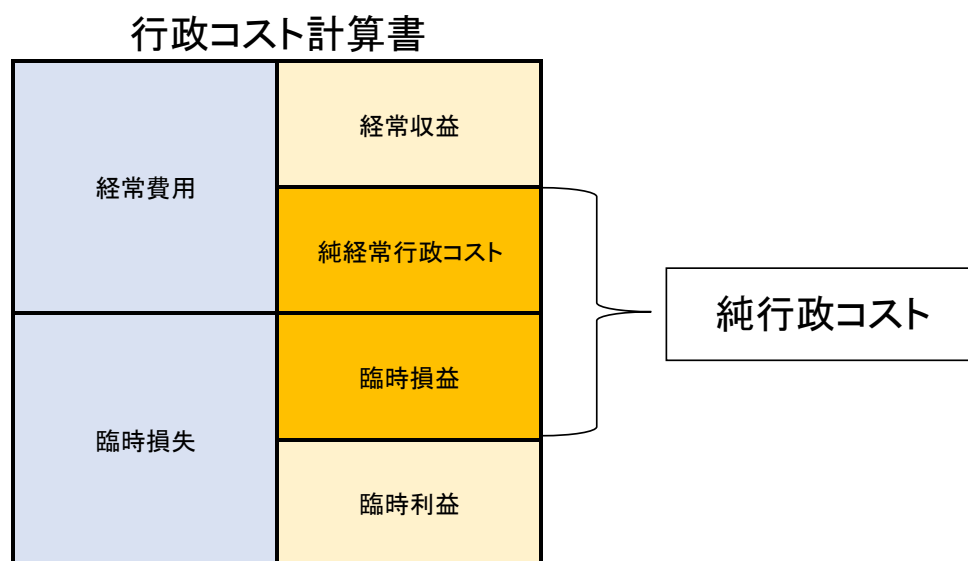 行政コスト計算書
経常費用
経常収益
純経常行政コスト
臨時損失
臨時損益
臨時利益
純行政コスト